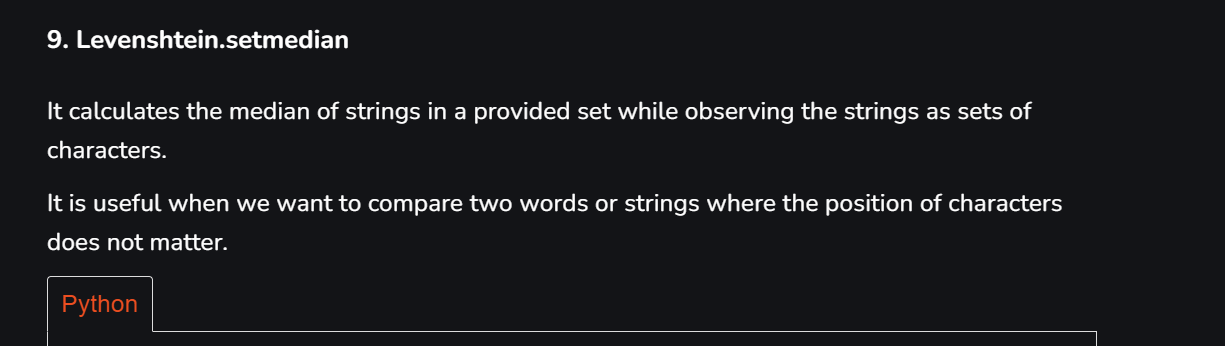 9. Levenshtein.setmedian
It calculates the median of strings in a provided set while observing the strings as sets of
characters.
It is useful when we want to compare two words or strings where the position of characters
does not matter.
Python